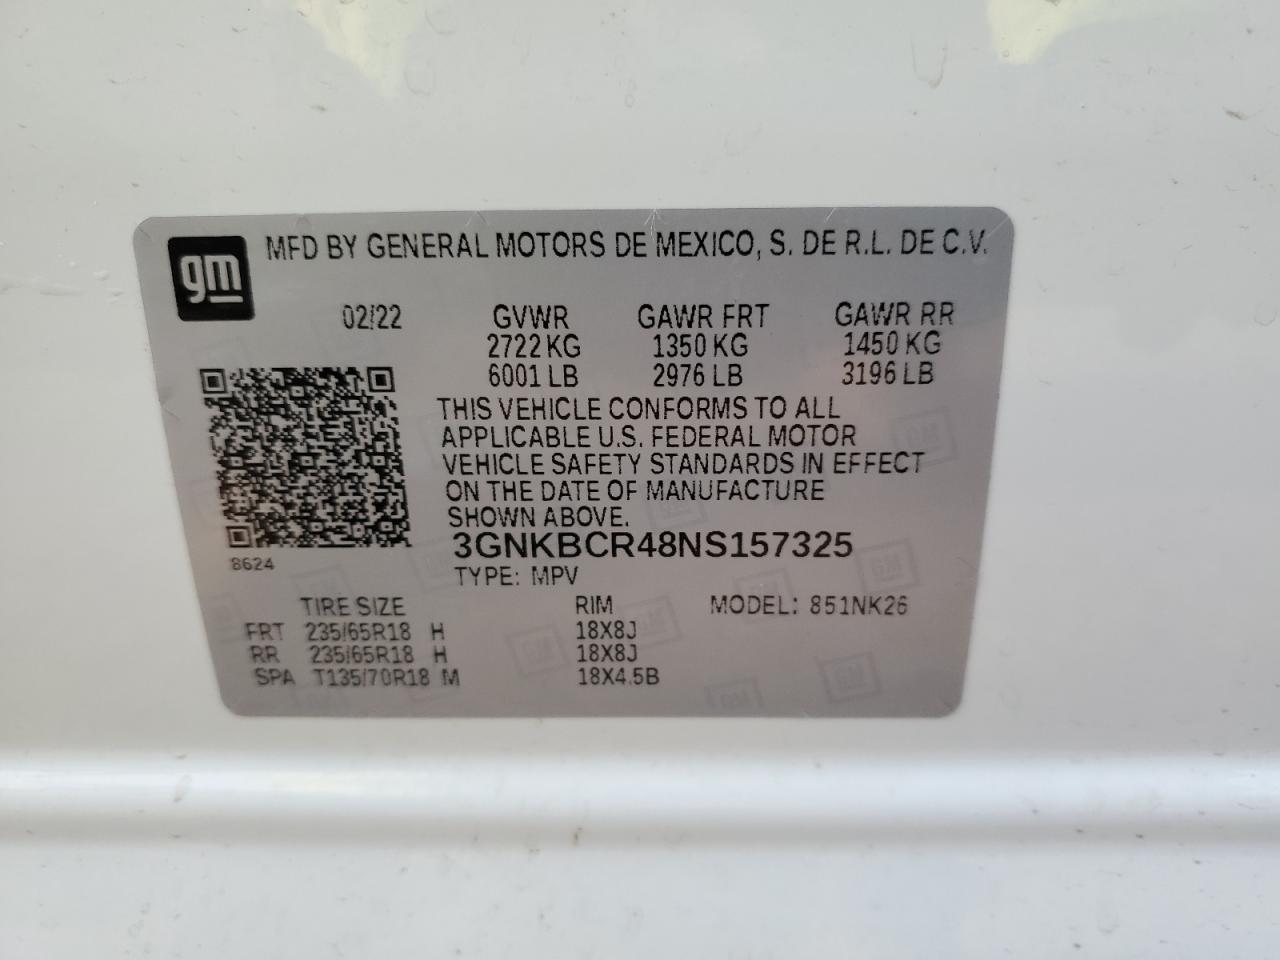 gm MFD BY GENERAL MOTORS DE MEXICO, S. DE R.L. DE C.V.
02/22 GVWR GAWR FRT GAWR RR
2722 KG 1350 KG 1450 KG
6001 LB 2976 LB 3196 LB
THIS VEHICLE CONFORMS TO ALL
APPLICABLE U.S. FEDERAL MOTOR
VEHICLE SAFETY STANDARDS IN EFFECT
ON THE DATE OF MANUFACTURE
SHOWN ABOVE.
3GNKBCR48NS157325
8624
TYPE: MPV
TIRE SIZE RIM MODEL: 851NK26
FRT 235/65R18 H 18X8J
RR 235/65R18 H 18X8J
SPA T135/70R18 M 18X4.5B